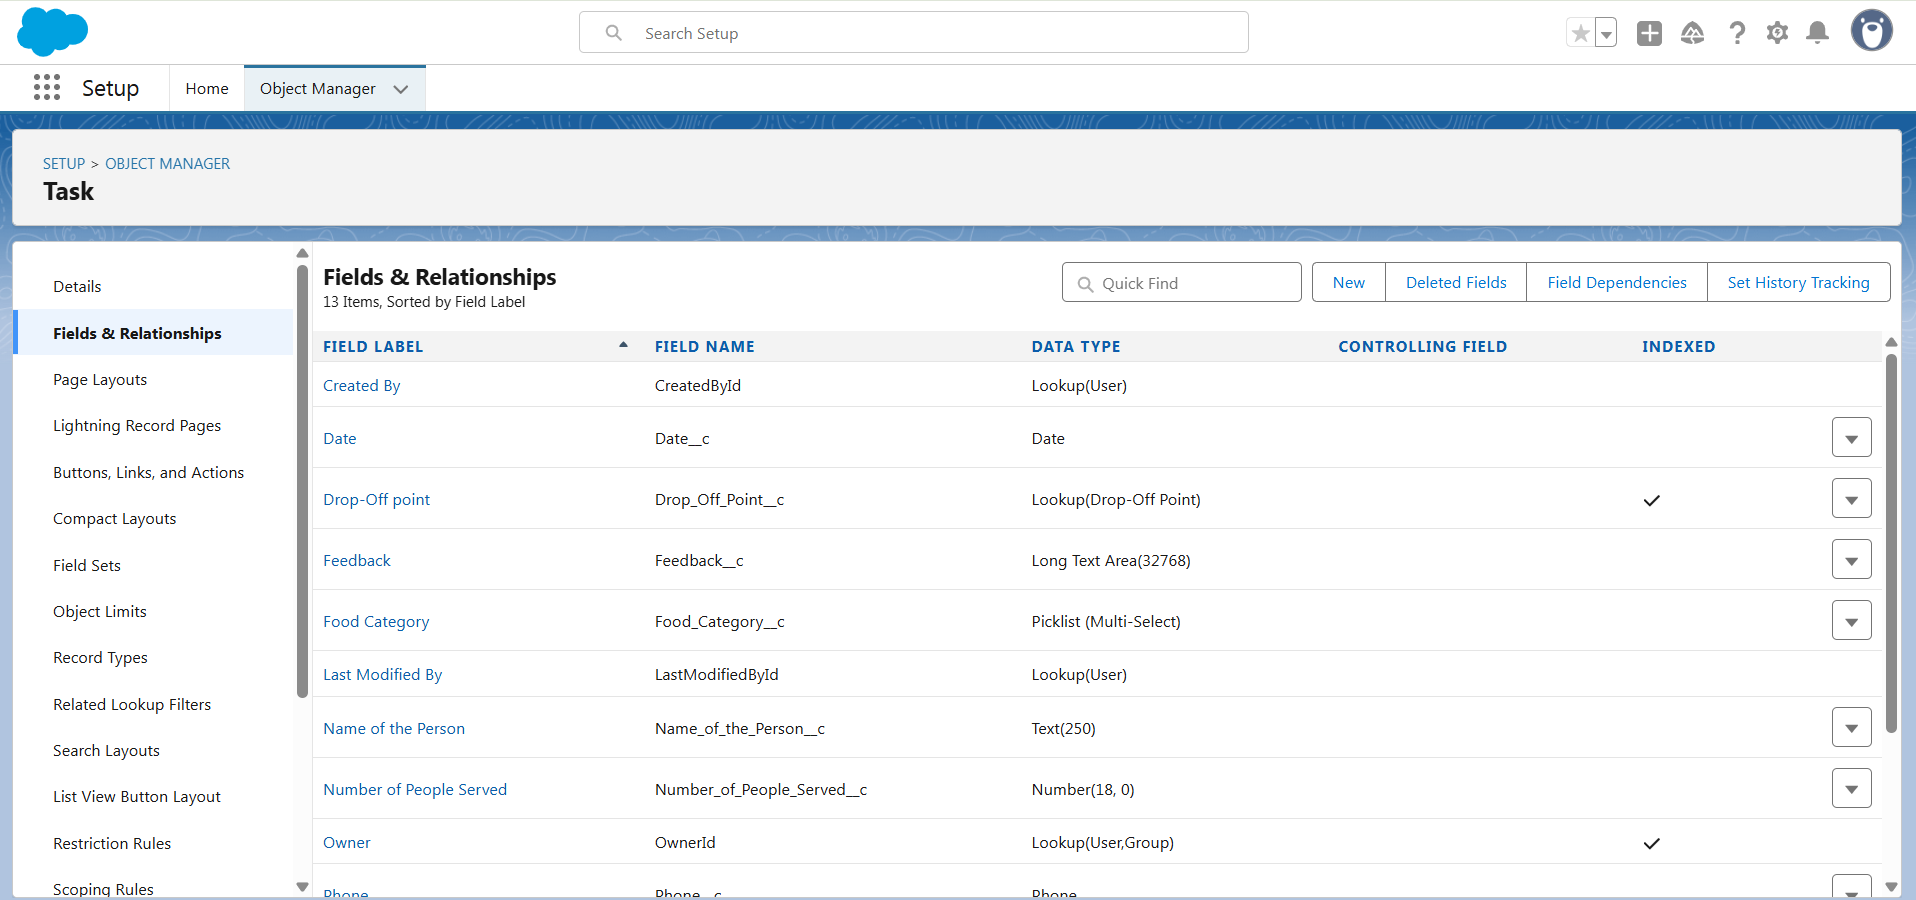 Search Setup
Setup
Home
Object Manager
SETUP > OBJECT MANAGER
Task
Details
Fields & Relationships
Page Layouts
Lightning Record Pages
Buttons, Links, and Actions
Compact Layouts
Field Sets
Object Limits
Record Types
Related Lookup Filters
Search Layouts
List View Button Layout
Restriction Rules
Scoping Rules
Fields & Relationships
13 Items, Sorted by Field Label
Quick Find
New
Deleted Fields
Field Dependencies
Set History Tracking
FIELD LABEL FIELD NAME DATA TYPE CONTROLLING FIELD INDEXED
Created By CreatedById Lookup(User)
Date Date__c Date
Drop-Off point Drop_Off_Point__c Lookup(Drop-Off Point)
Feedback Feedback__c Long Text Area(32768)
Food Category Food_Category__c Picklist (Multi-Select)
Last Modified By LastModifiedById Lookup(User)
Name of the Person Name_of_the_Person__c Text(250)
Number of People Served Number_of_People_Served__c Number(18, 0)
Owner OwnerId Lookup(User,Group)
Phone Phone__c Phone